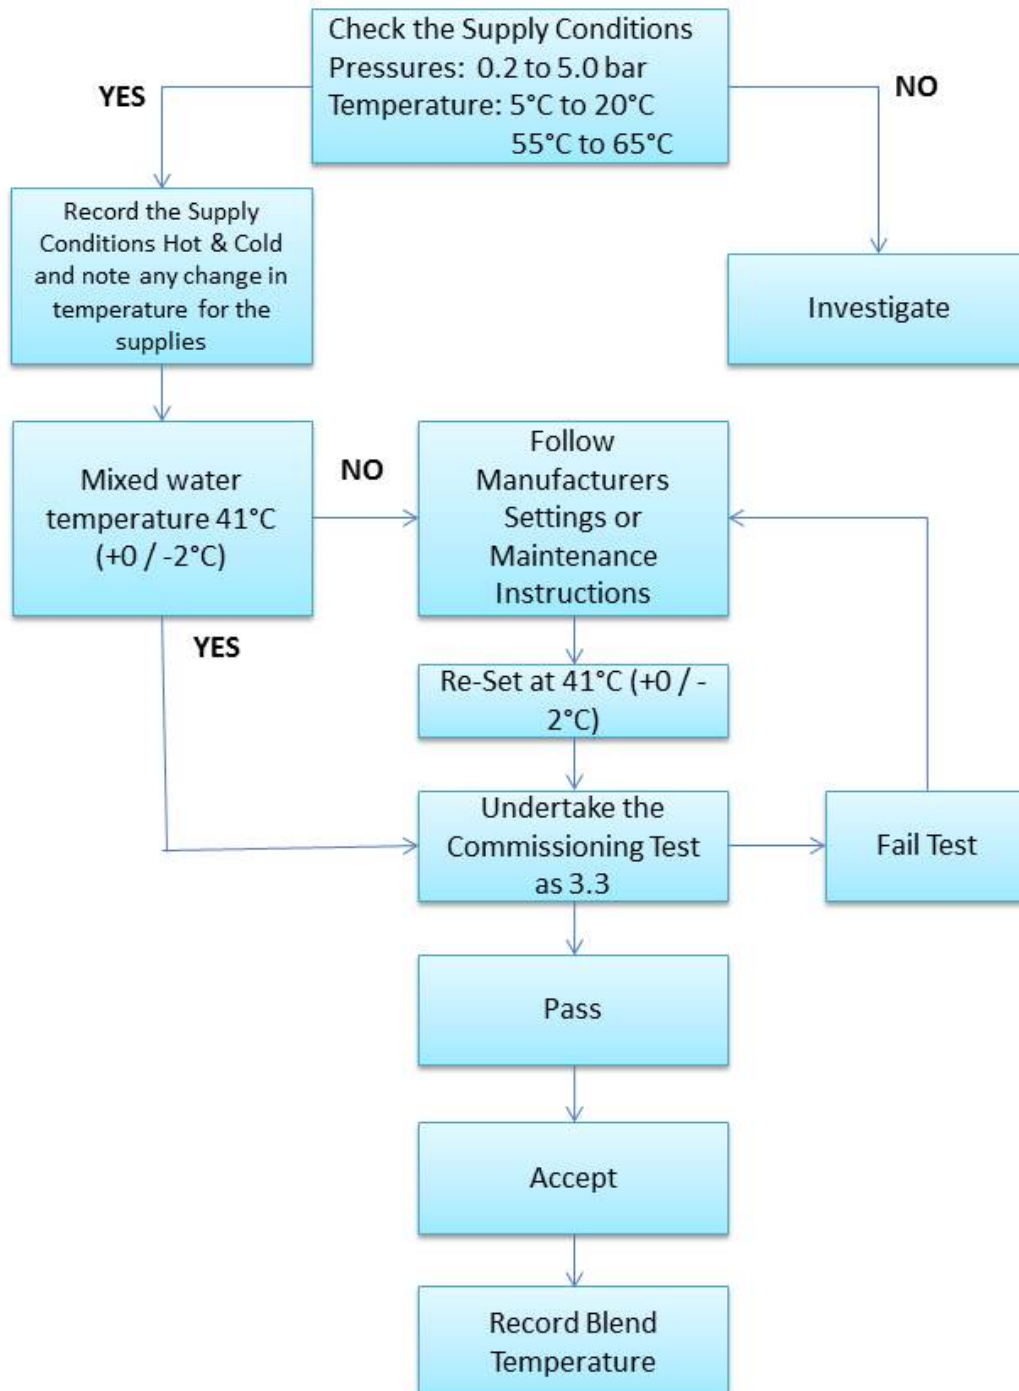 Check the Supply Conditions
Pressures: 0.2 to 5.0 bar
Temperature: 5°C to 20°C
55°C to 65°C
YES
NO
Record the Supply
Conditions Hot & Cold
and note any change in
temperature for the
supplies
Investigate
Mixed water
temperature 41°C
(+0 / -2°C)
NO
Follow
Manufacturers
Settings or
Maintenance
Instructions
YES
Re-Set at 41°C (+0 / -
2°C)
Undertake the
Commissioning Test
as 3.3
Fail Test
Pass
Accept
Record Blend
Temperature